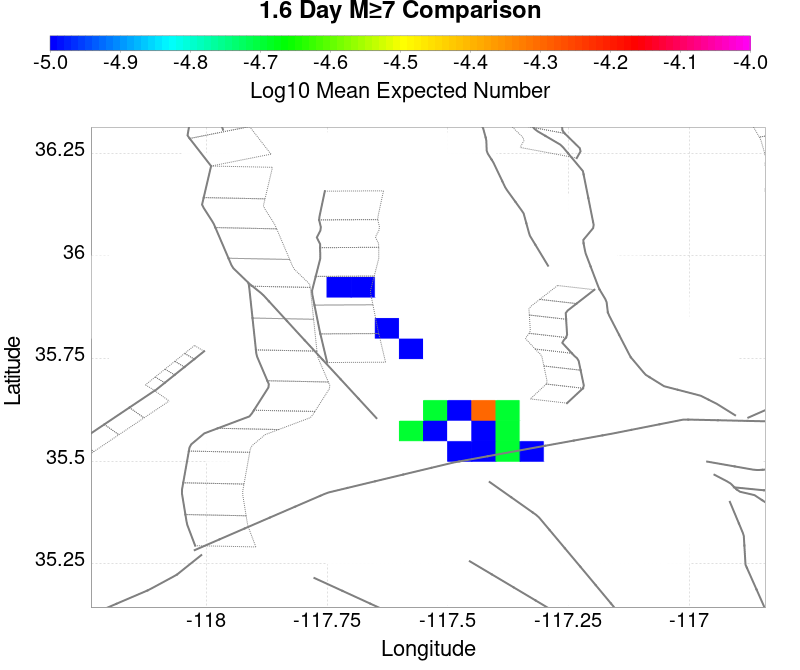 1.6 Day M≥7 Comparison
-5.0 -4.9 -4.8 -4.7 -4.6 -4.5 -4.4 -4.3 -4.2 -4.1 -4.0
Log10 Mean Expected Number
36.25
36
35.75
35.5
35.25
Latitude
-118 -117.75 -117.5 -117.25 -117
Longitude